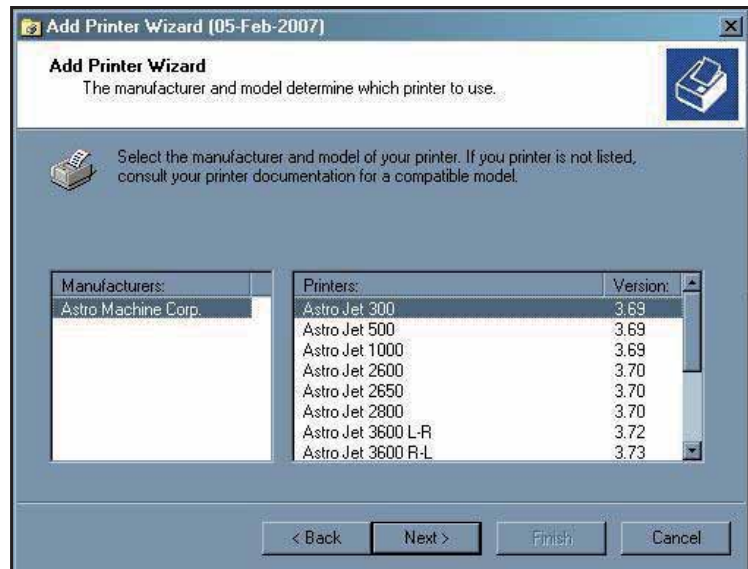 Add Printer Wizard (05-Feb-2007)
Add Printer Wizard
The manufacturer and model determine which printer to use.
Select the manufacturer and model of your printer. If you printer is not listed,
consult your printer documentation for a compatible model.
Manufacturers:
Astro Machine Corp.
Printers: Version:
Astro Jet 300 3.69
Astro Jet 500 3.69
Astro Jet 1000 3.69
Astro Jet 2600 3.70
Astro Jet 2650 3.70
Astro Jet 2800 3.70
Astro Jet 3600 L-R 3.72
Astro Jet 3600 R-L 3.73
< Back Next > Finish Cancel